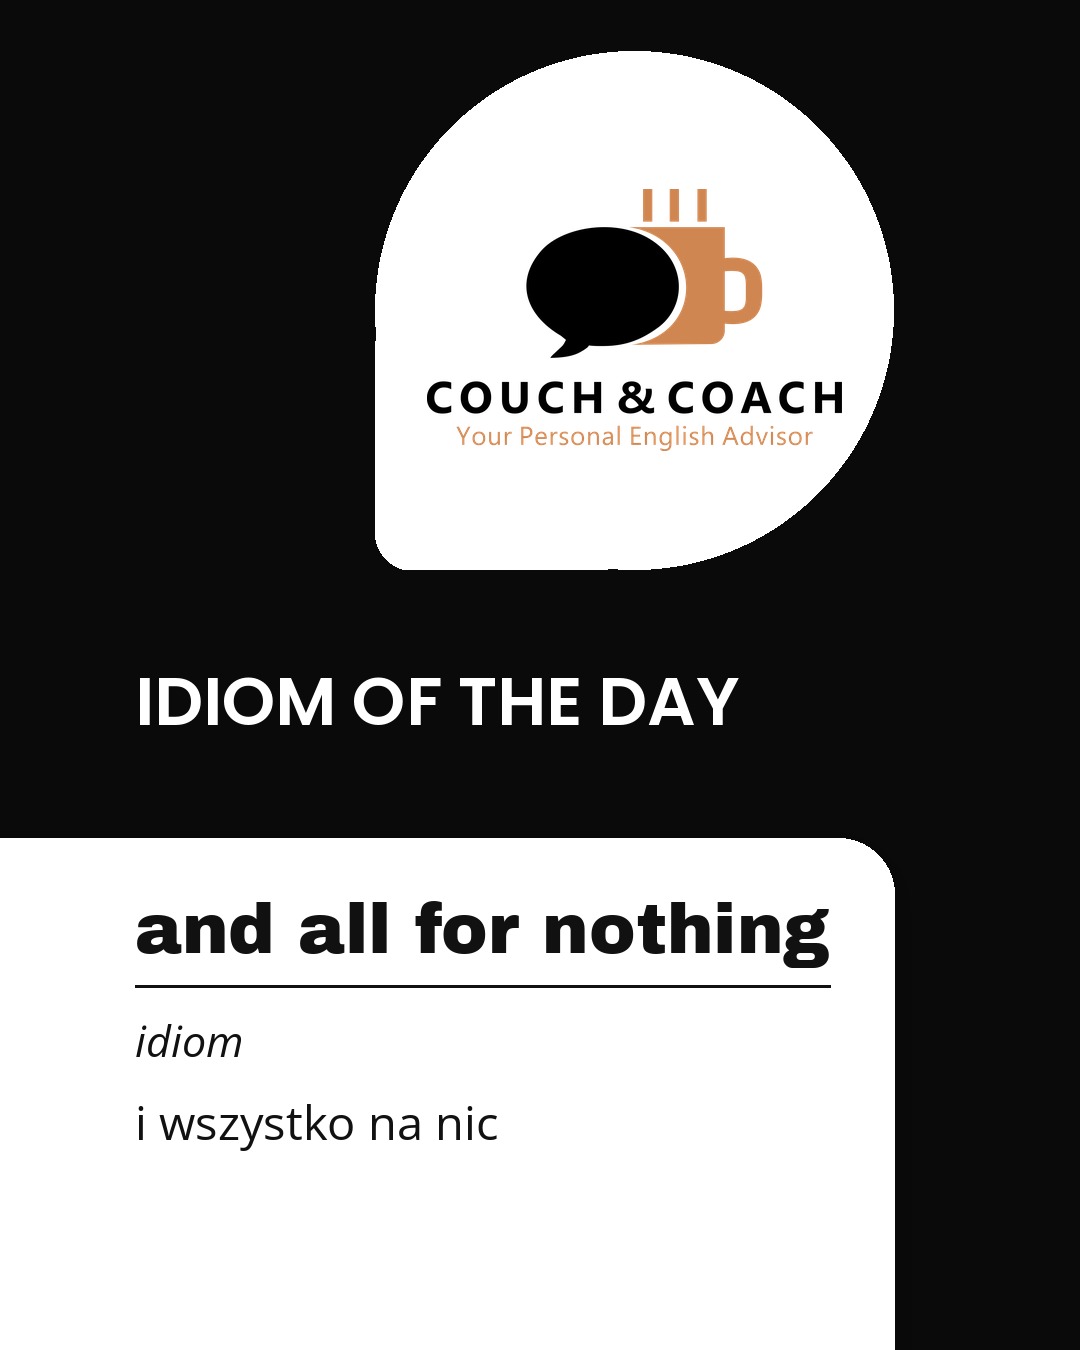 COUCH & COACH
Your Personal English Advisor
IDIOM OF THE DAY
and all for nothing
idiom
i wszystko na nic